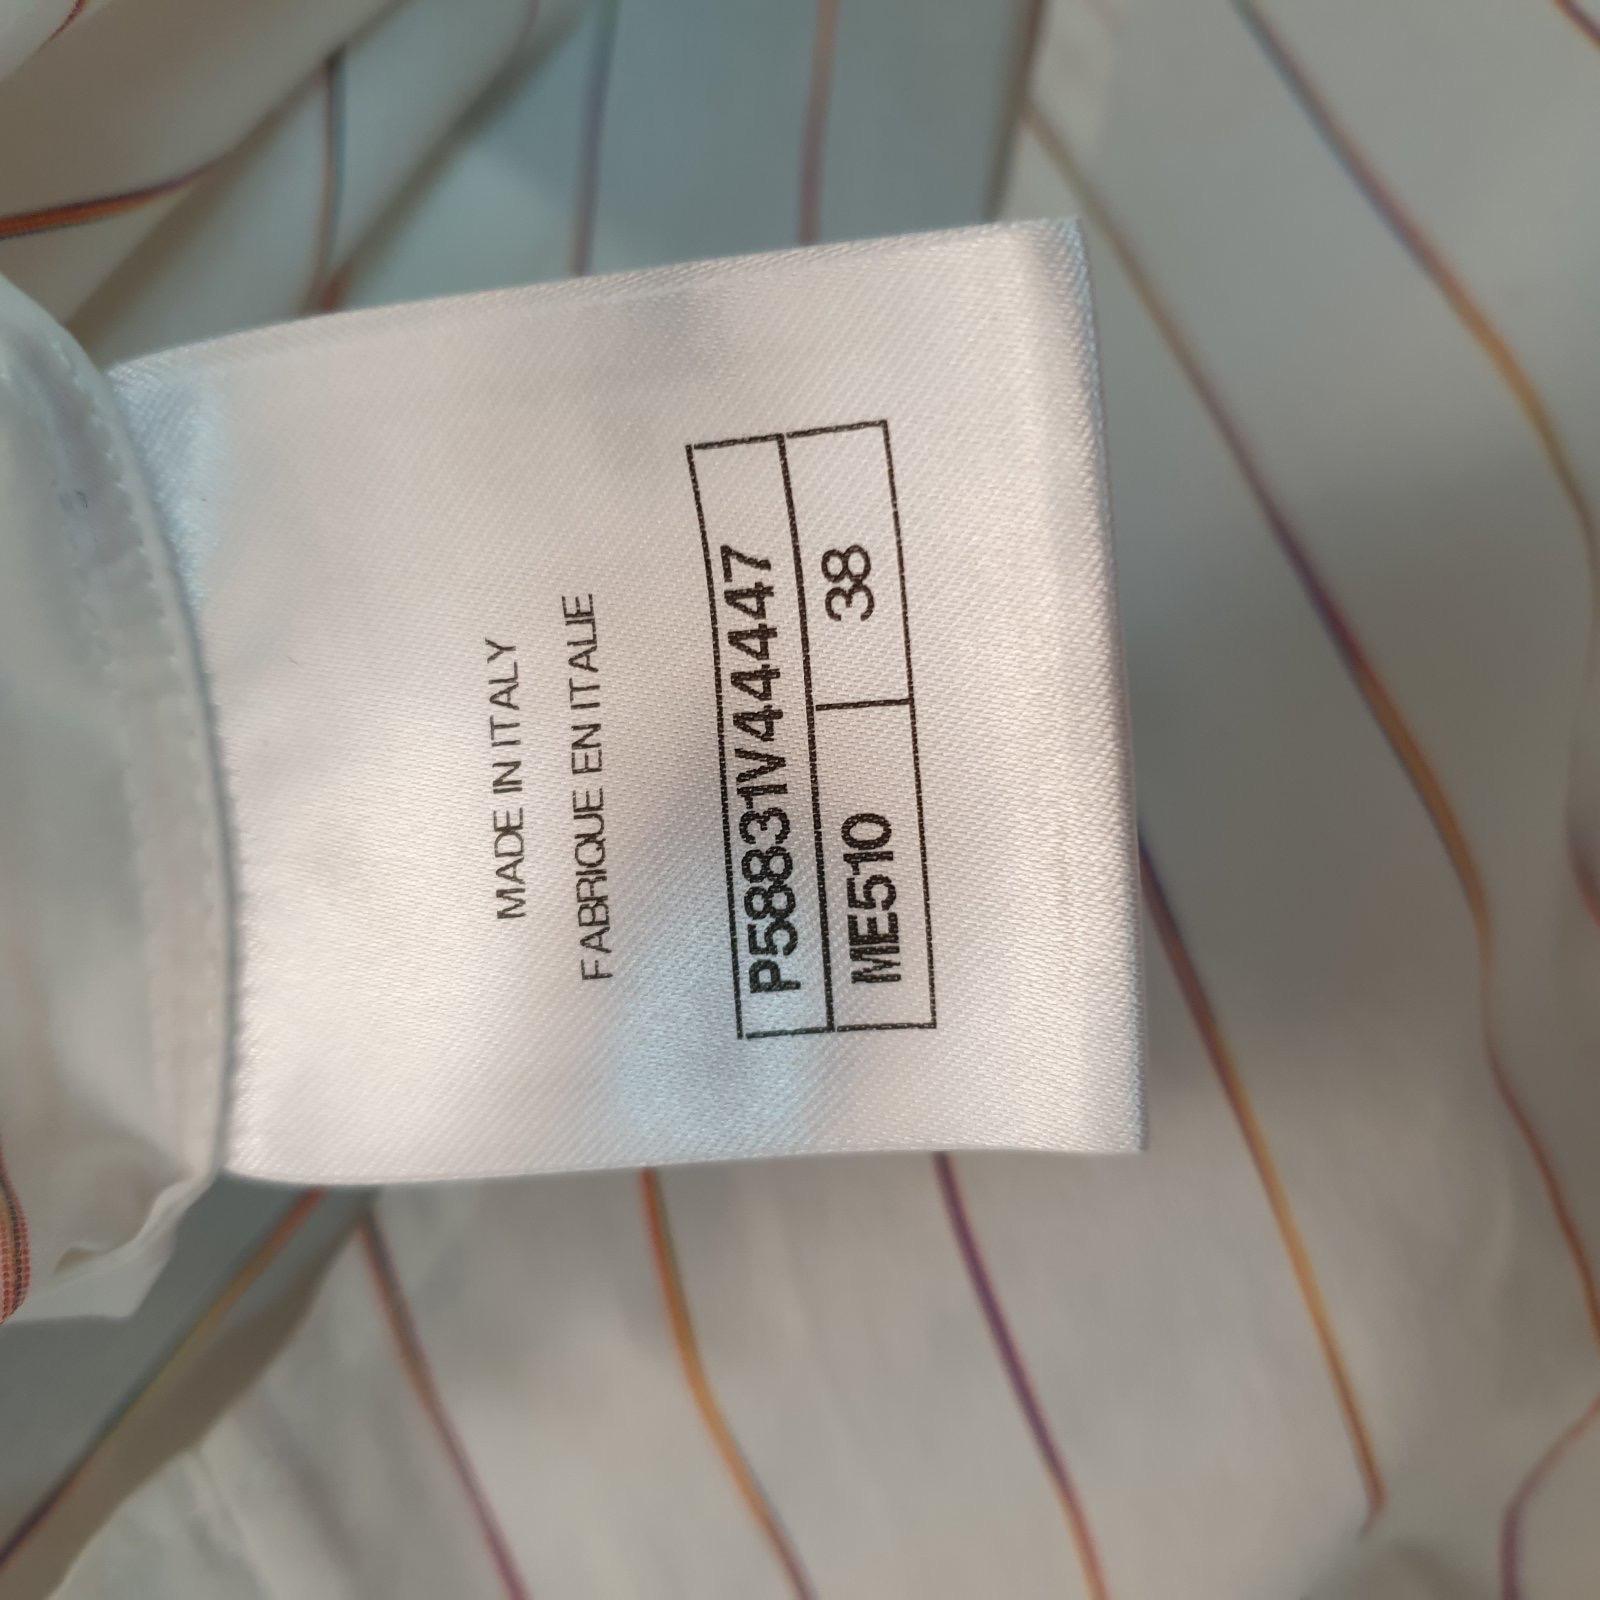 MADE IN ITALY
FABRIQUE EN ITALIE
P58831V44447
ME510 38